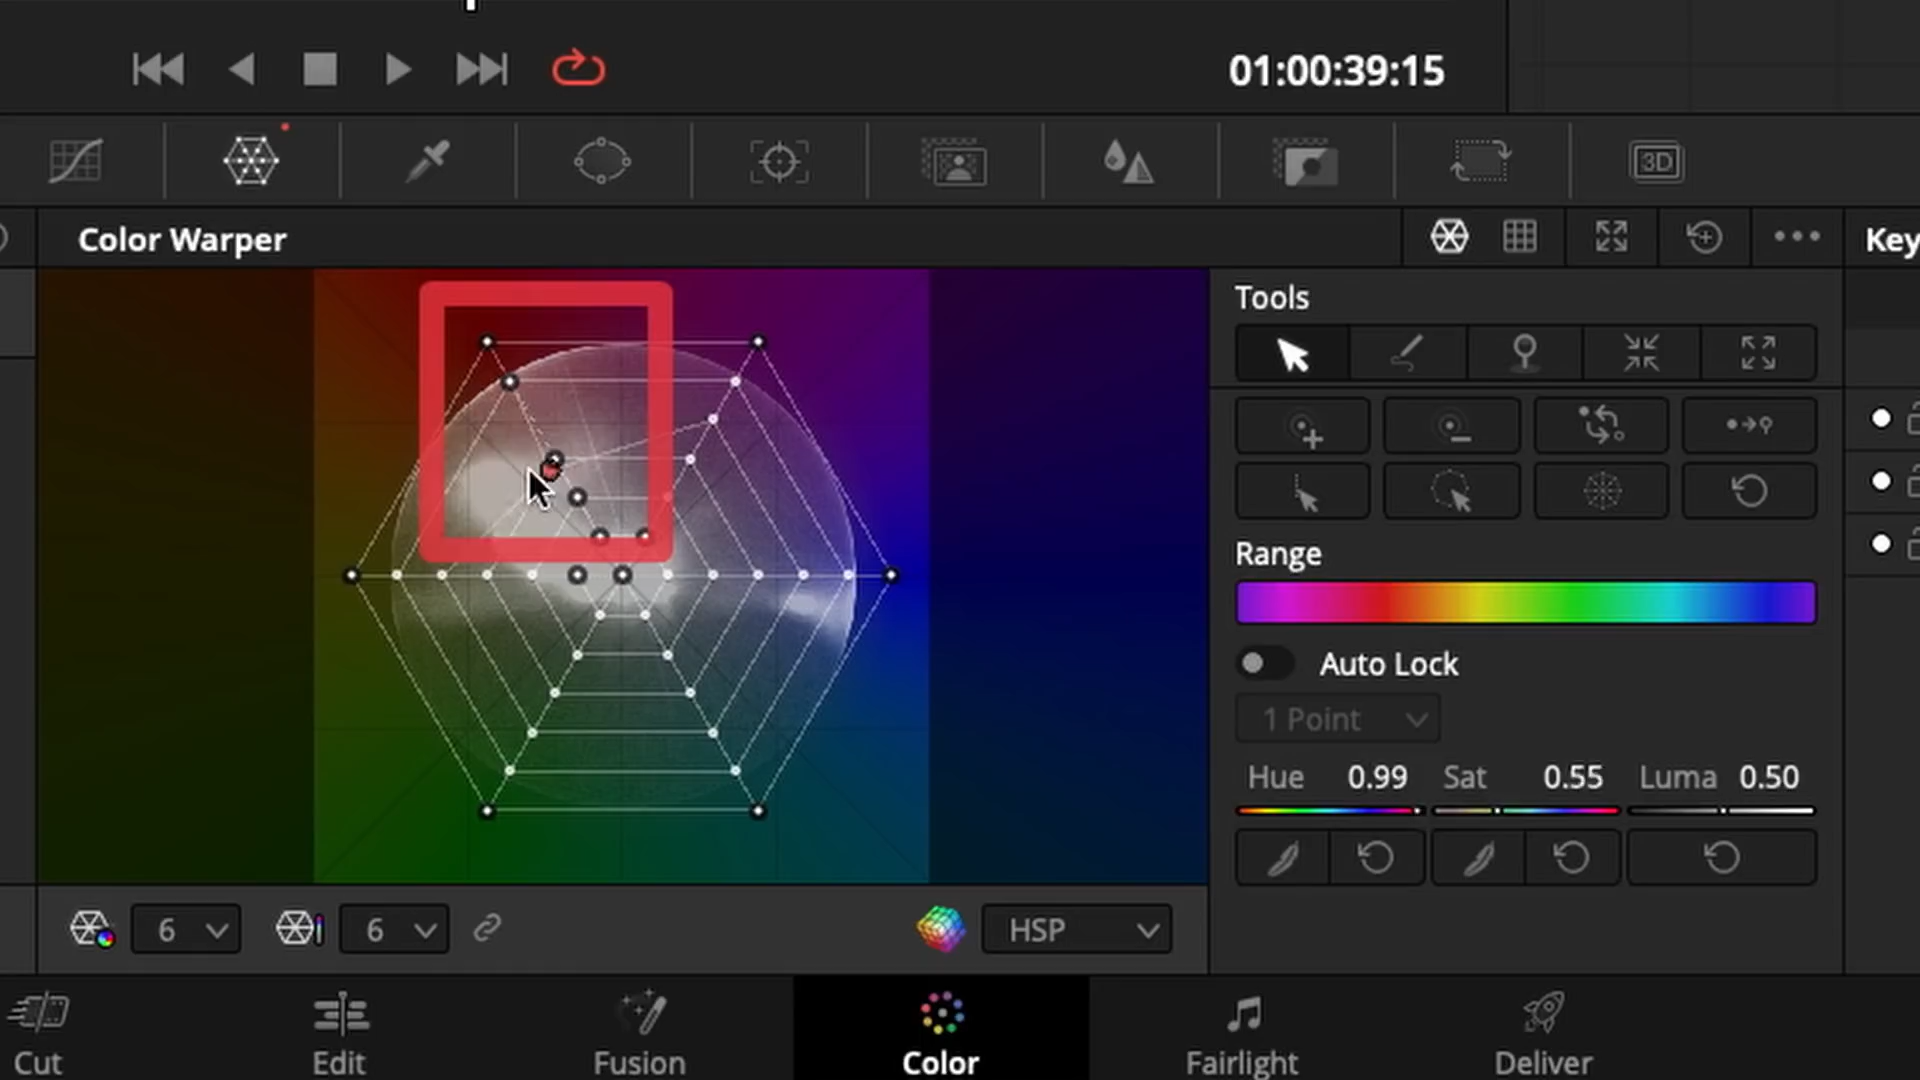 01:00:39:15
3D
Color Warper
Key
Tools
Range
Auto Lock
1 Point
Hue 0.99 Sat 0.55 Luma 0.50
6 6 HSP
Cut Edit Fusion Color Fairlight Deliver